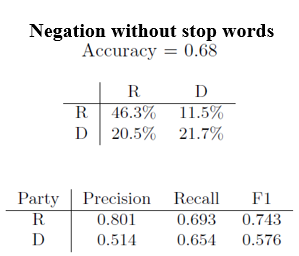 Negation without stop words
Accuracy = 0.68
R D
R 46.3% 11.5%
D 20.5% 21.7%
Party Precision Recall F1
R 0.801 0.693 0.743
D 0.514 0.654 0.576